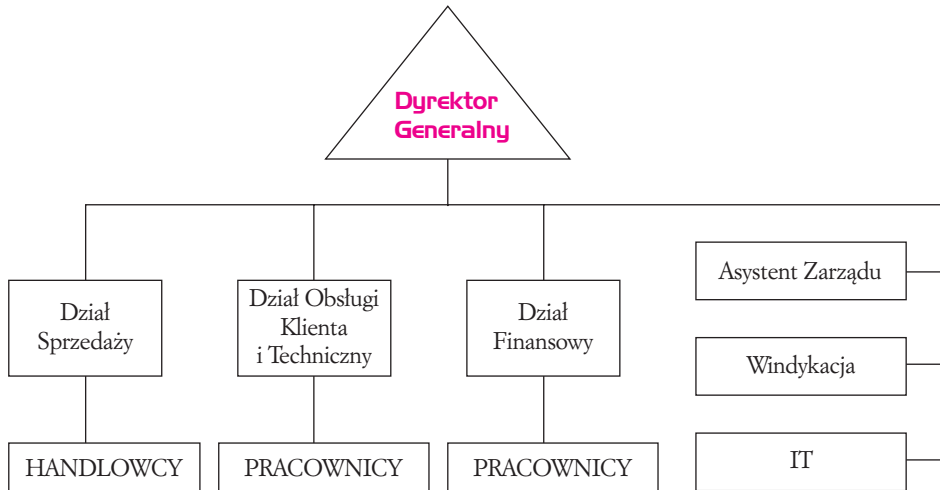 Dyrektor
Generalny
Dział
Sprzedaży
Dział Obsługi
Klienta
i Techniczny
Dział
Finansowy
Asystent Zarządu
Windykacja
HANDLOWCY
PRACOWNICY
PRACOWNICY
IT